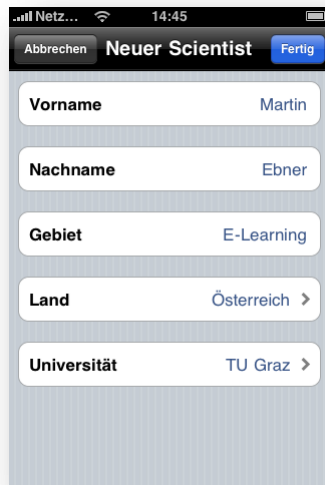 Netz... 14:45
Abbrechen Neuer Scientist Fertig
Vorname Martin
Nachname Ebner
Gebiet E-Learning
Land Österreich
Universität TU Graz